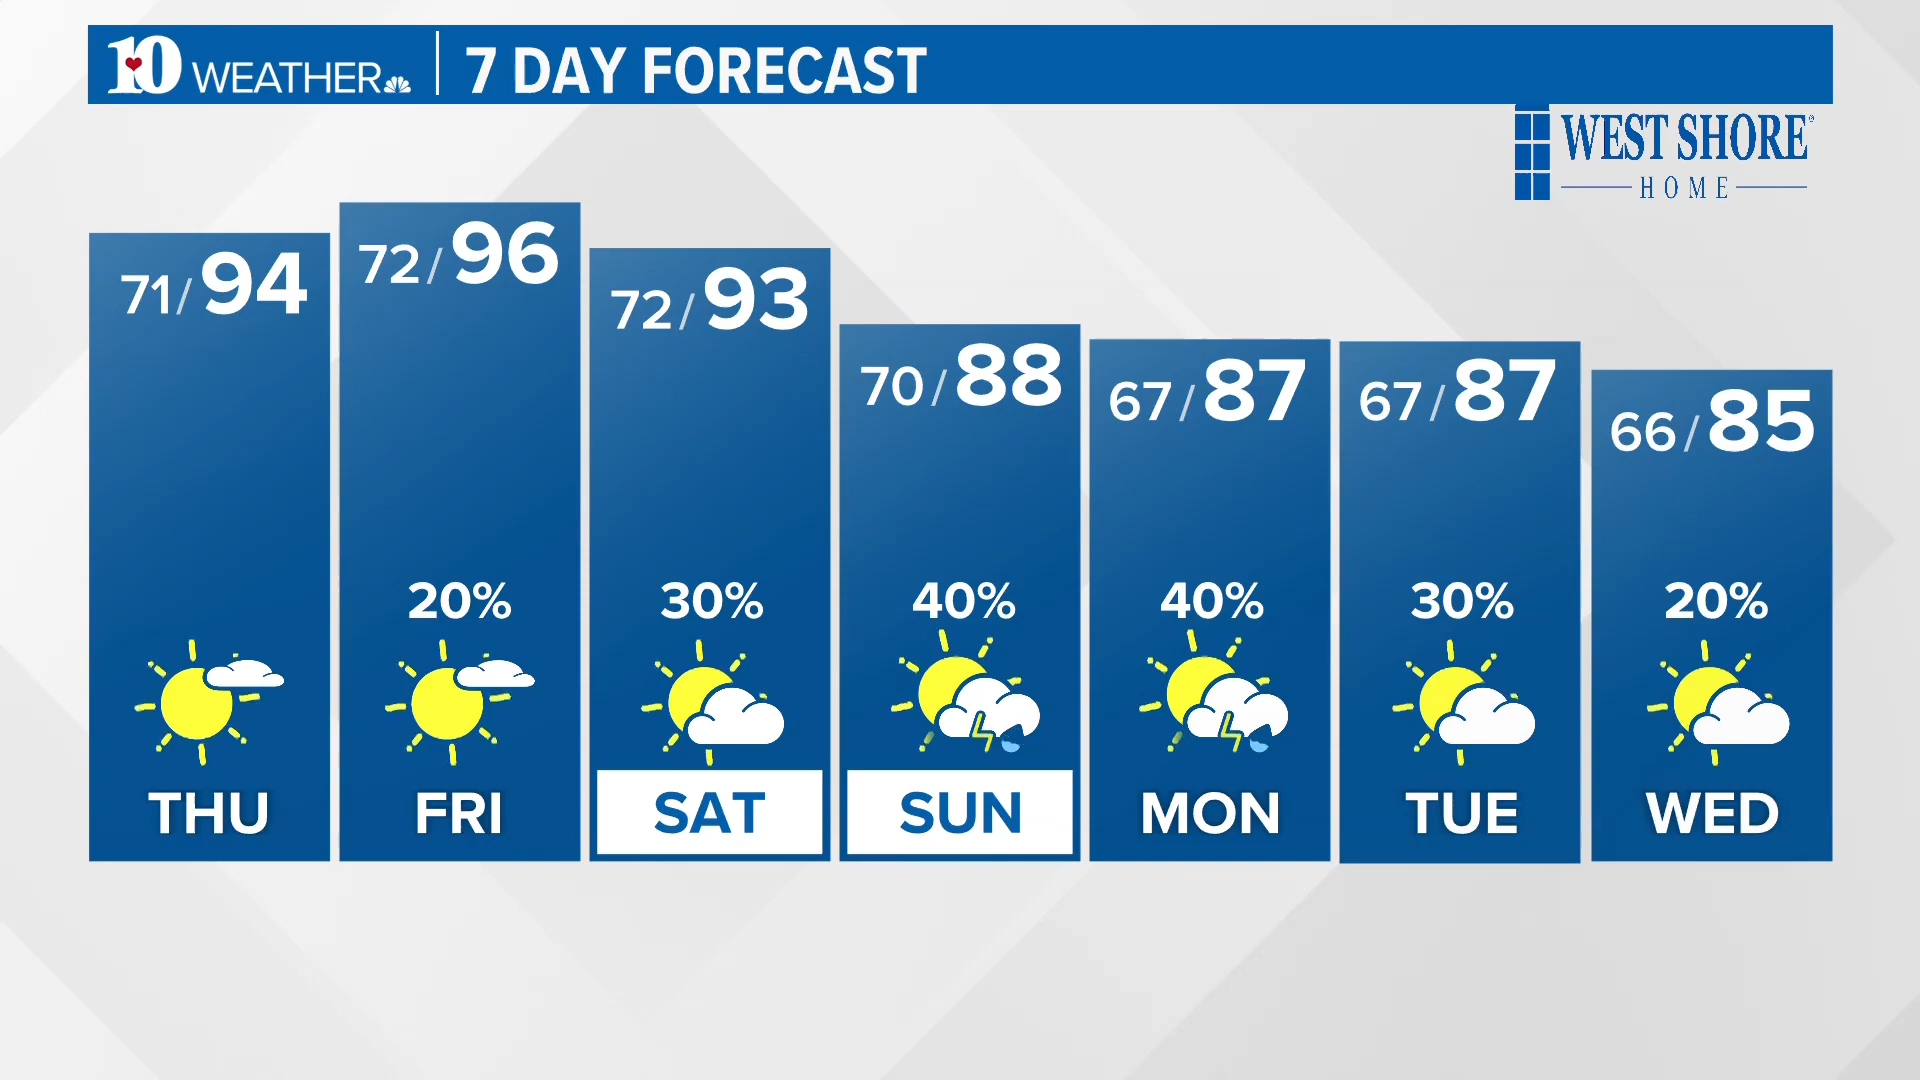 10 WEATHER 7 DAY FORECAST
WEST SHORE®
HOME
71/94 72/96 72/93 70/88 67/87 67/87 66/85
20% 30% 40% 40% 30% 20%
THU FRI SAT SUN MON TUE WED